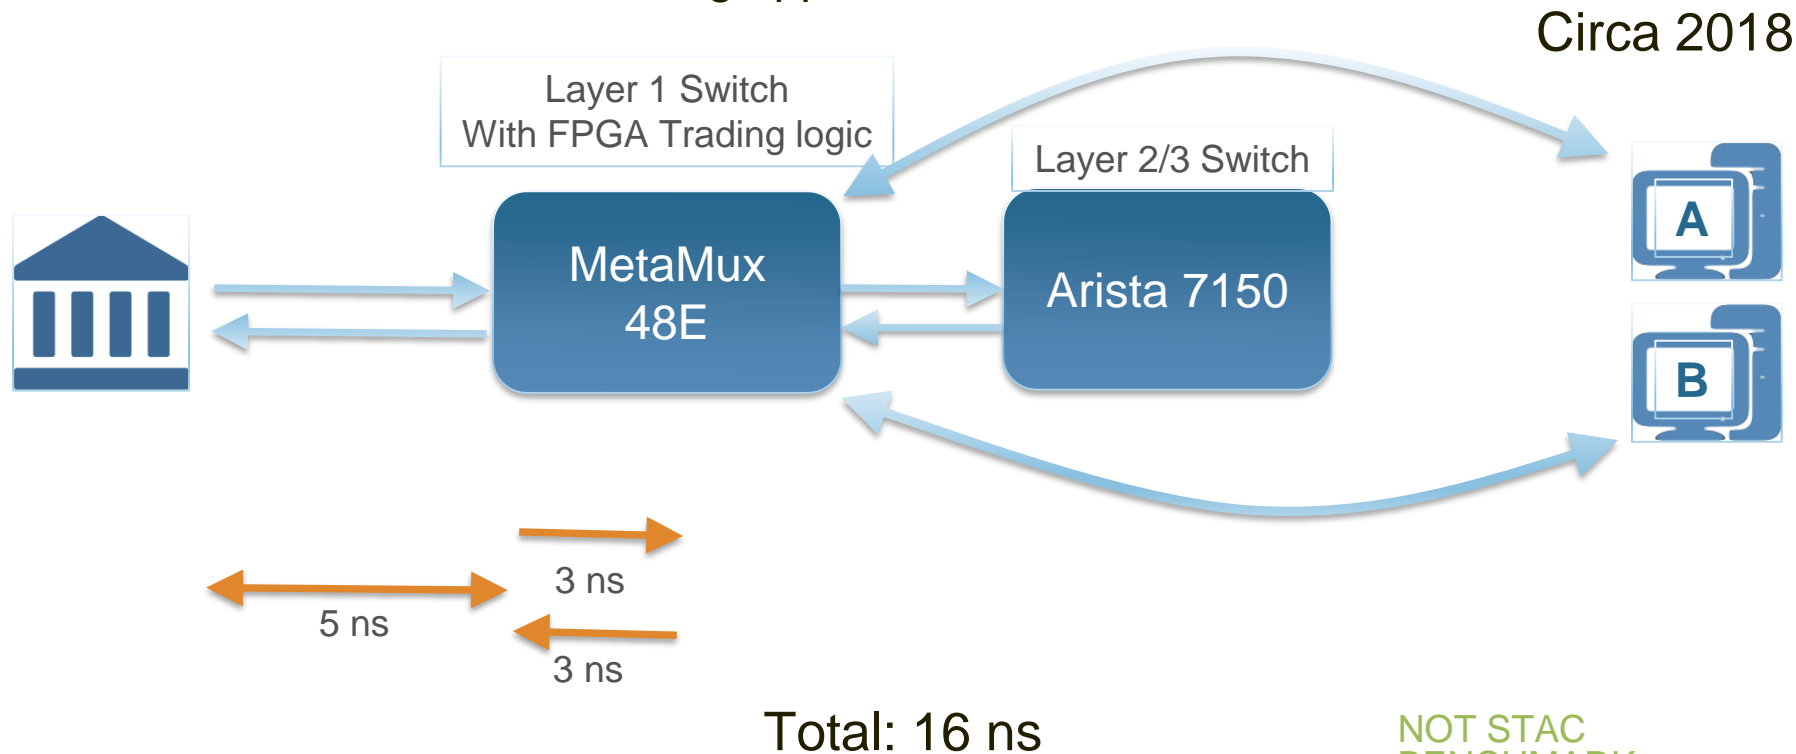 Circa 2018
Layer 1 Switch
With FPGA Trading logic
Layer 2/3 Switch
MetaMux
48E
Arista 7150
A
B
3 ns
5 ns
3 ns
Total: 16 ns
NOT STAC
BENCHMARK